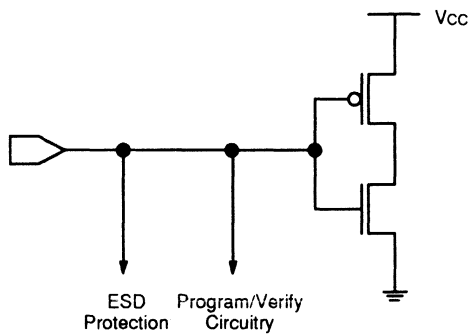 VCC
ESD
Protection
Program/Verify
Circuitry